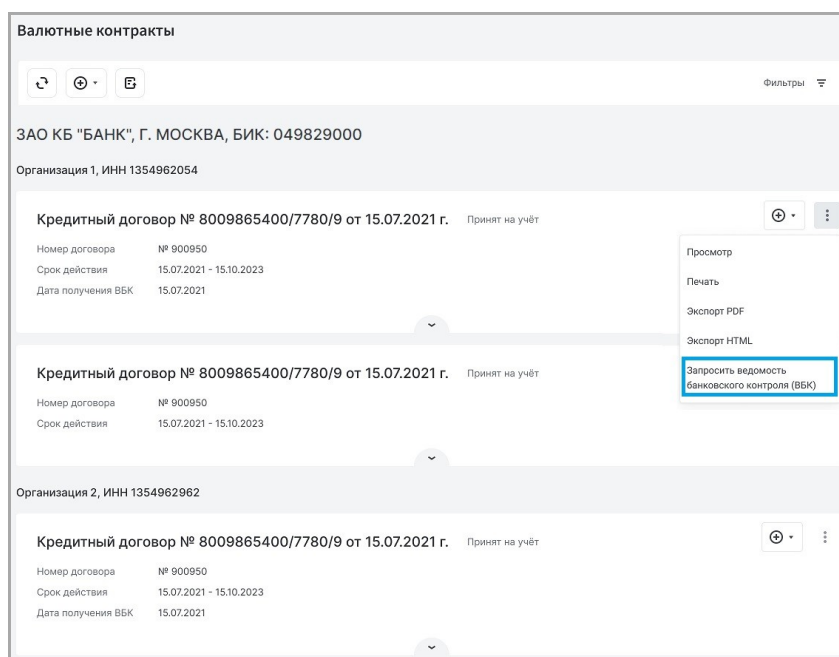 Валютные контракты
Фильтры
ЗАО КБ "БАНК", Г. МОСКВА, БИК: 049829000
Организация 1, ИНН 1354962054
Кредитный договор № 8009865400/7780/9 от 15.07.2021 г. Принят на учёт
Номер договора № 900950
Срок действия 15.07.2021 - 15.10.2023
Дата получения ВБК 15.07.2021
Просмотр
Печать
Экспорт PDF
Экспорт HTML
Запросить ведомость
банковского контроля (ВБК)
Кредитный договор № 8009865400/7780/9 от 15.07.2021 г. Принят на учёт
Номер договора № 900950
Срок действия 15.07.2021 - 15.10.2023
Организация 2, ИНН 1354962962
Кредитный договор № 8009865400/7780/9 от 15.07.2021 г. Принят на учёт
Номер договора № 900950
Срок действия 15.07.2021 - 15.10.2023
Дата получения ВБК 15.07.2021